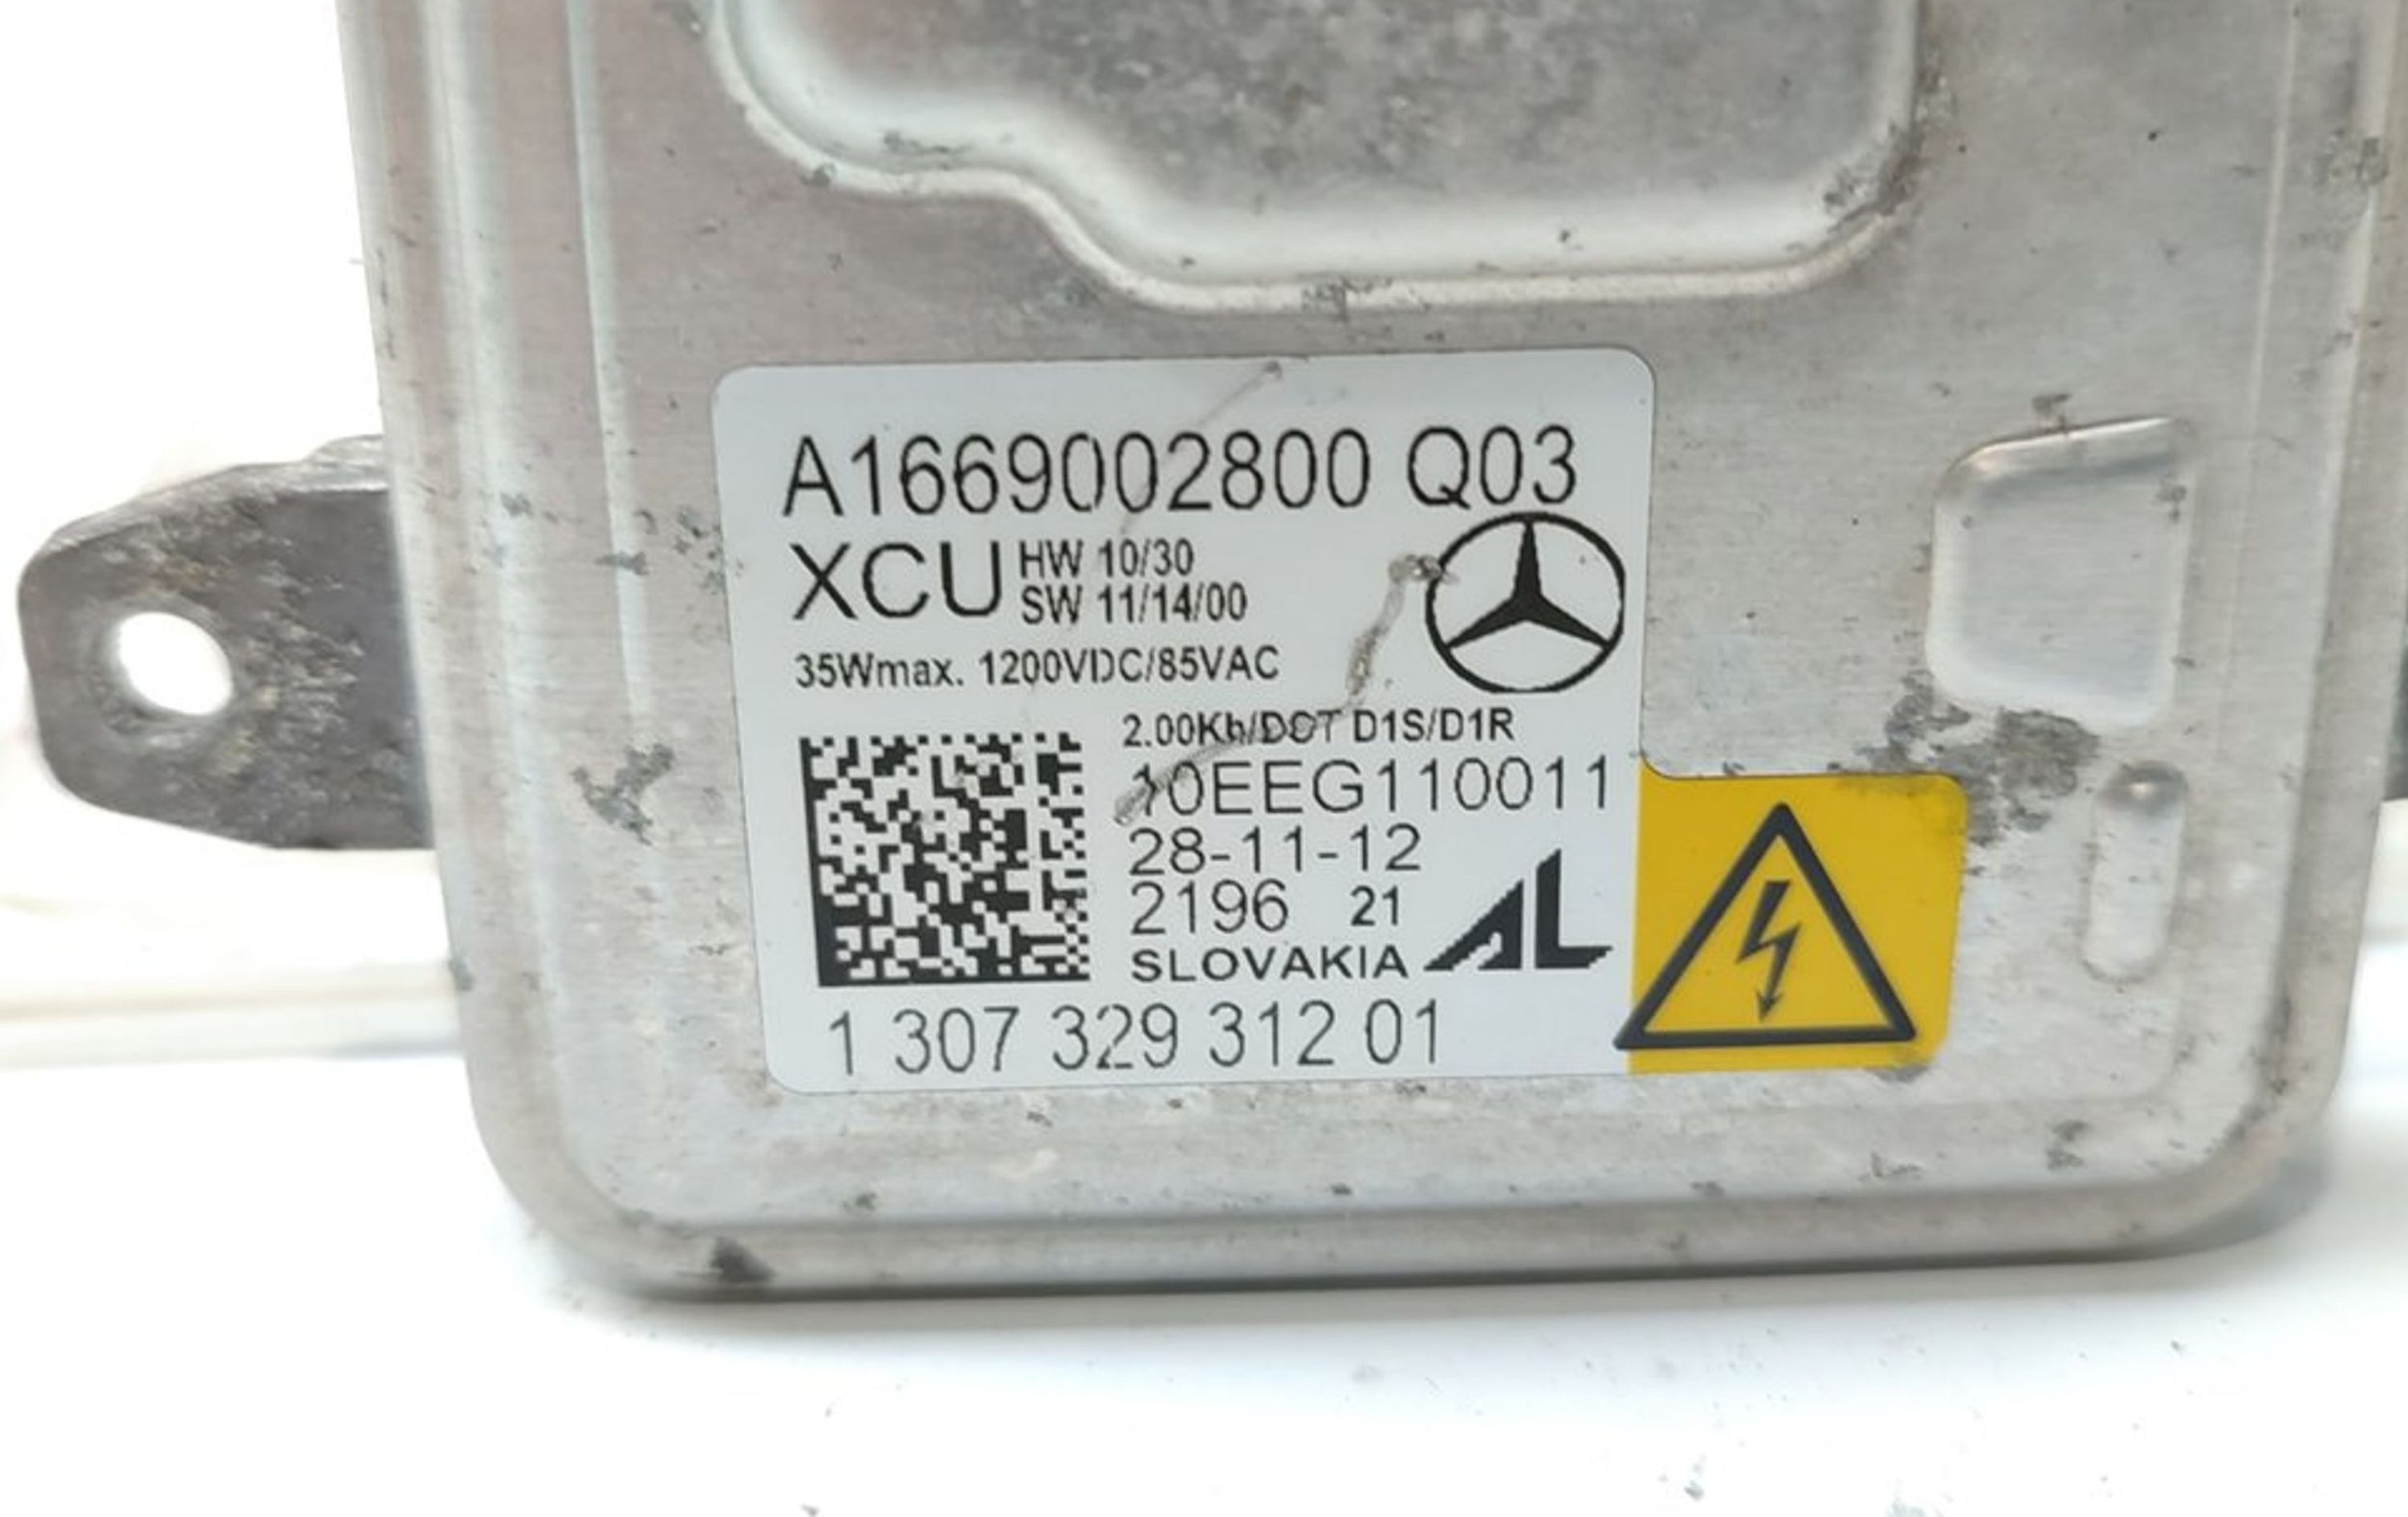 A1669002800 Q03
XCU HW 10/30
SW 11/14/00
35Wmax. 1200VDC/85VAC
2.00Kh/DOT D1S/D1R
10EEG110011
28-11-12
2196 21
SLOVAKIA AL
1 307 329 312 01